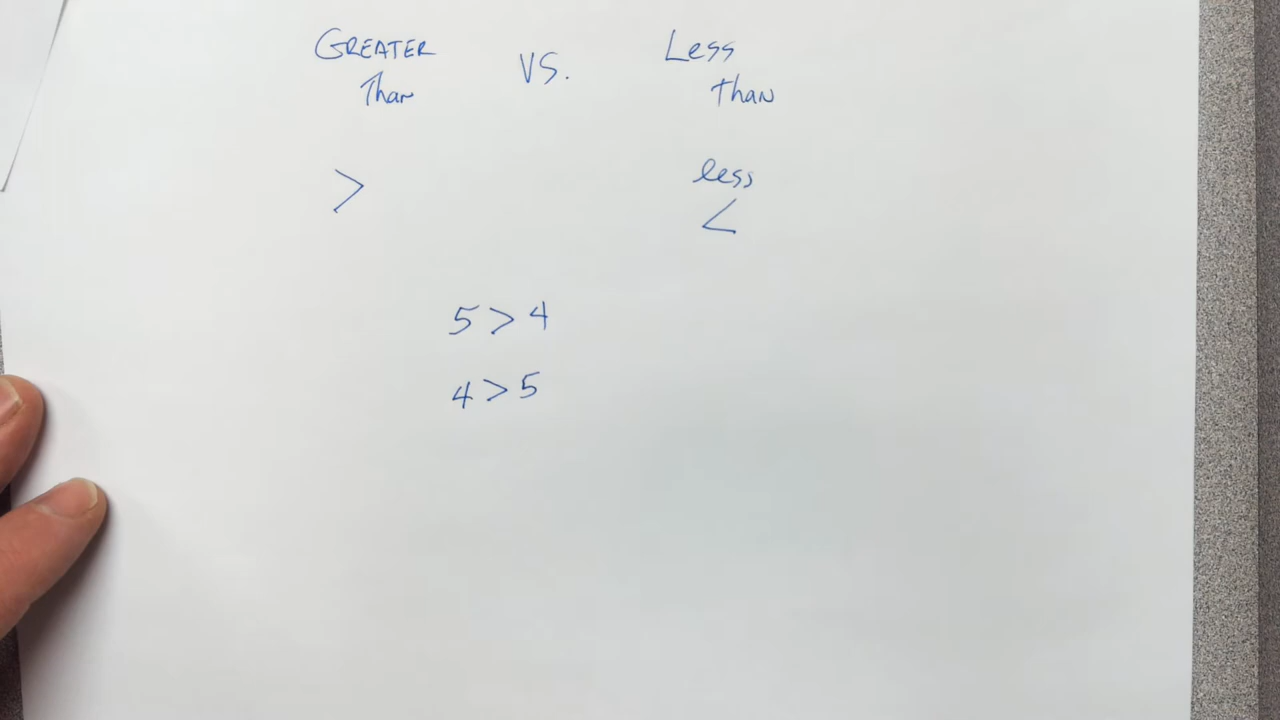 GREATER
Than
VS.
Less
than
>
less
<
5 > 4
4 > 5